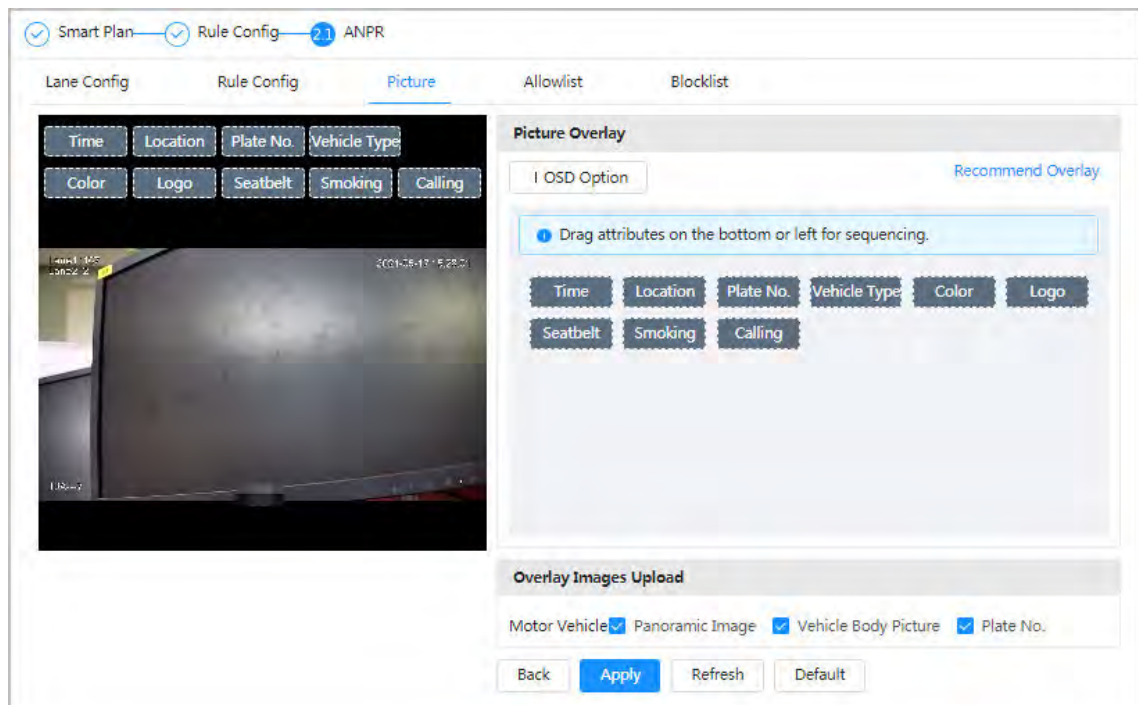 Smart Plan Rule Config 2.1 ANPR
Lane Config Rule Config Picture Allowlist Blocklist
Time Location Plate No. Vehicle Type
Color Logo Seatbelt Smoking Calling
Picture Overlay
I OSD Option Recommend Overlay
Drag attributes on the bottom or left for sequencing.
Time Location Plate No. Vehicle Type Color Logo
Seatbelt Smoking Calling
Overlay Images Upload
Motor Vehicle Panoramic Image Vehicle Body Picture Plate No.
Back Apply Refresh Default